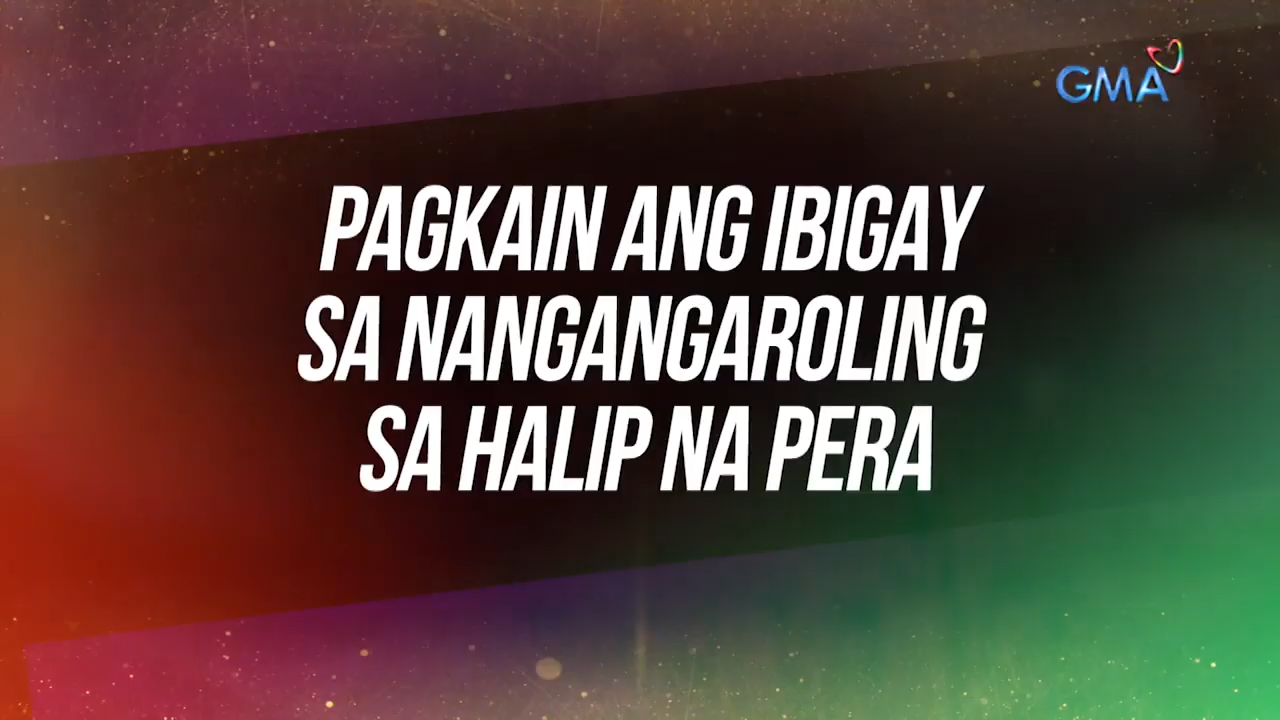 GMA
PAGKAIN ANG IBIGAY
SA NANGANGAROLING
SA HALIP NA PERA